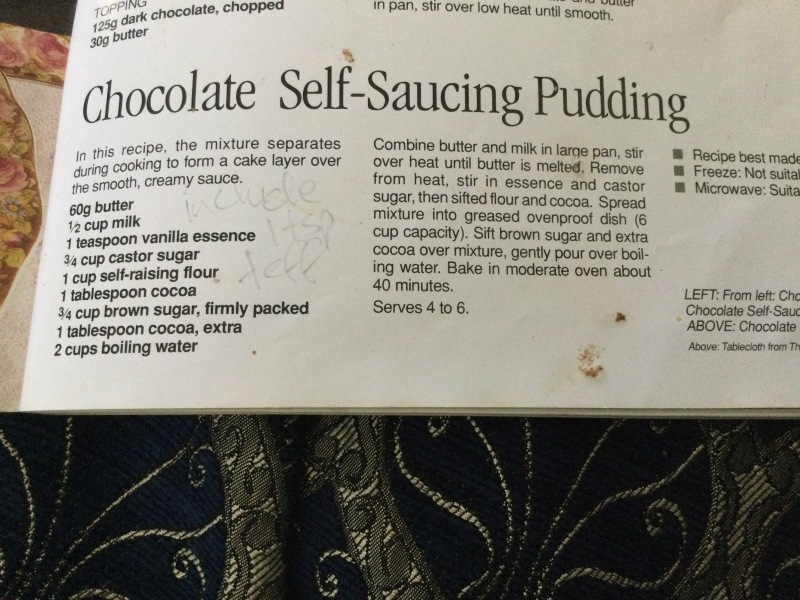 TOPPING
125g dark chocolate, chopped
30g butter
in pan, stir over low heat until smooth.
Chocolate Self-Saucing Pudding
In this recipe, the mixture separates
during cooking to form a cake layer over
the smooth, creamy sauce.
60g butter
1/2 cup milk
1 teaspoon vanilla essence
3/4 cup castor sugar
1 cup self-raising flour
1 tablespoon cocoa
3/4 cup brown sugar, firmly packed
1 tablespoon cocoa, extra
2 cups boiling water
include
1 tsp
Combine butter and milk in large pan, stir
over heat until butter is melted. Remove
from heat, stir in essence and castor
sugar, then sifted flour and cocoa. Spread
mixture into greased ovenproof dish (6
cup capacity). Sift brown sugar and extra
cocoa over mixture, gently pour over boil-
ing water. Bake in moderate oven about
40 minutes.
Serves 4 to 6.
■ Recipe best made
■ Freeze: Not suita
■ Microwave: Suita
LEFT: From left: Cho
Chocolate Self-Sauc
ABOVE: Chocolate
Above: Tablecloth from Th